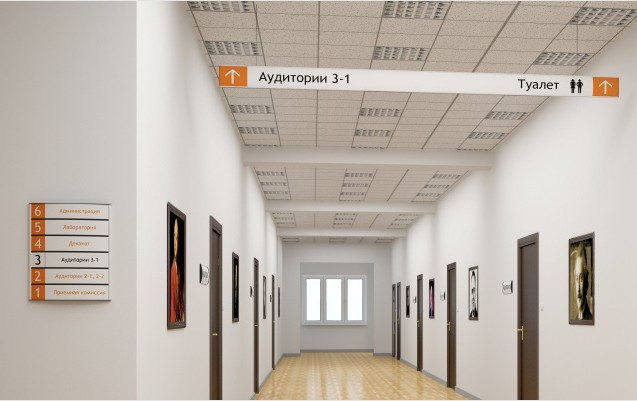 Аудитории 3-1
Туалет
6 Администрация
5 Лаборатория
4 Деканат
3 Аудитории 3-1
2 Аудитории 2-1, 2-2
1 Приемная комиссия